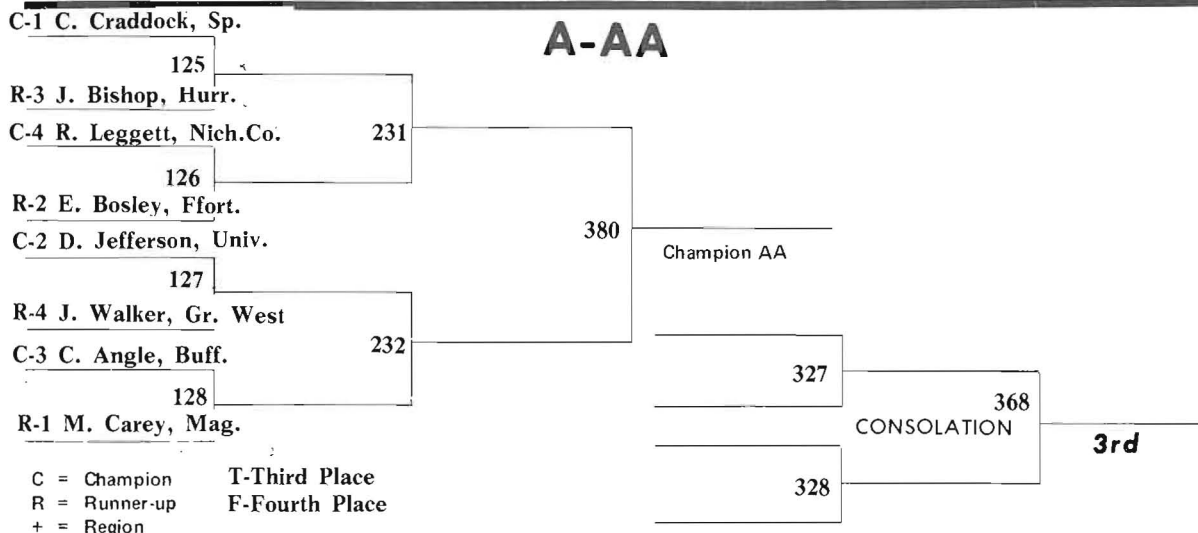 A-AA
C-1 C. Craddock, Sp.
125
R-3 J. Bishop, Hurr.
231
C-4 R. Leggett, Nich.Co.
126
R-2 E. Bosley, Ffort.
380
Champion AA
C-2 D. Jefferson, Univ.
127
R-4 J. Walker, Gr. West
232
C-3 C. Angle, Buff.
128
R-1 M. Carey, Mag.
327
368
CONSOLATION
3rd
328
C = Champion T-Third Place
R = Runner-up F-Fourth Place
+ = Region